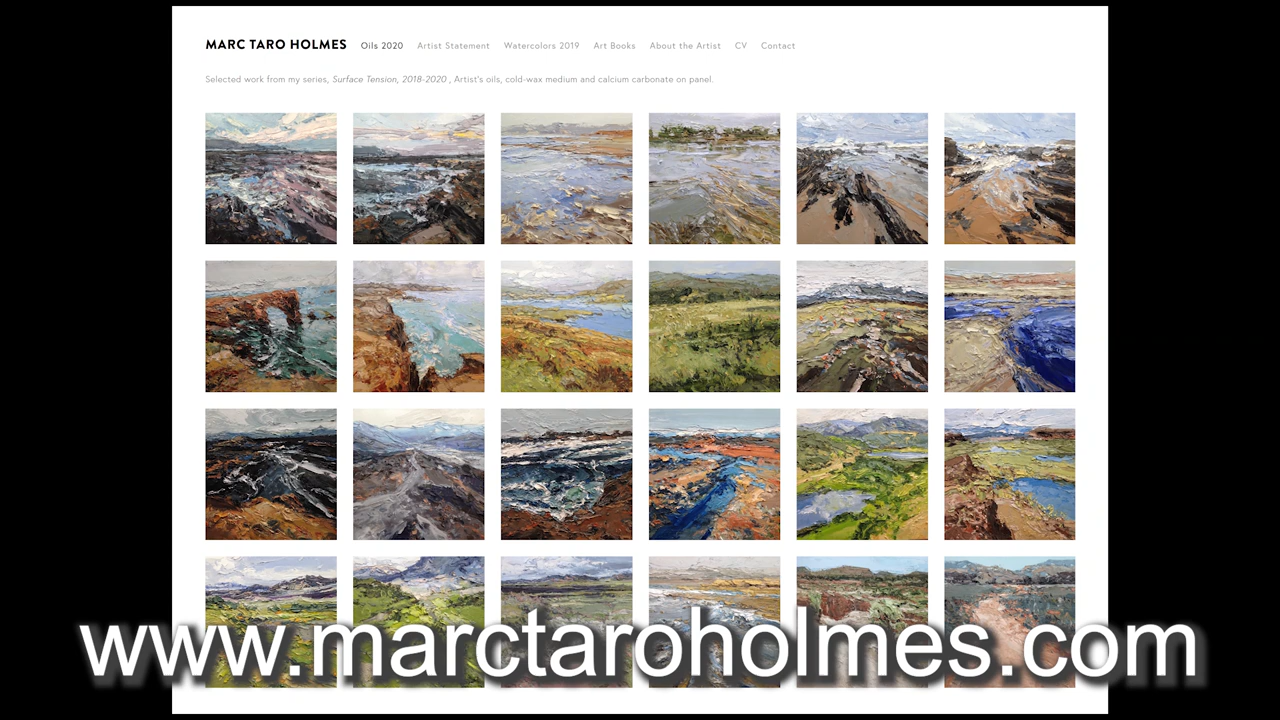 MARC TARO HOLMES Oils 2020 Artist Statement Watercolors 2019 Art Books About the Artist CV Contact
Selected work from my series, Surface Tension, 2018-2020 , Artist's oils, cold-wax medium and calcium carbonate on panel.
www.marctaroholmes.com